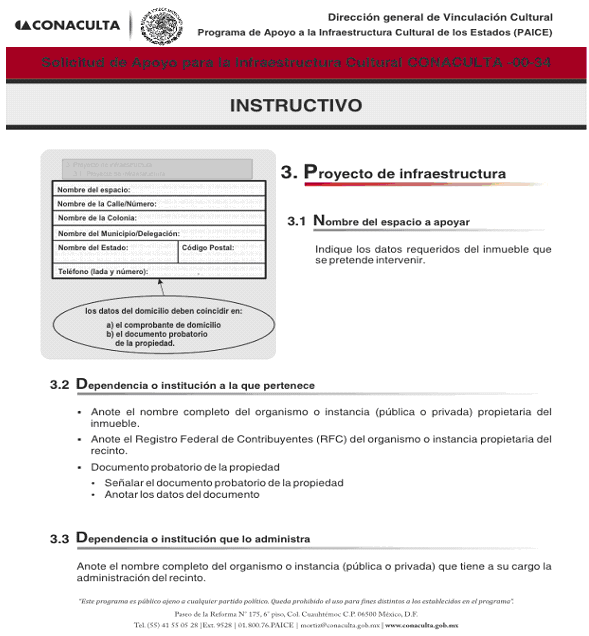 CONACULTA
Dirección general de Vinculación Cultural
Programa de Apoyo a la Infraestructura Cultural de los Estados (PAICE)
Solicitud de Apoyo para la Infraestructura Cultural CONACULTA -00-34
INSTRUCTIVO
3. Proyecto de infraestructura
3.1 Proyecto de infraestructura
Nombre del espacio:
Nombre de la Calle/Número:
Nombre de la Colonia:
Nombre del Municipio/Delegación:
Nombre del Estado: Código Postal:
Teléfono (lada y número):
los datos del domicilio deben coincidir en:
a) el comprobante de domicilio
b) el documento probatorio
de la propiedad.
3. Proyecto de infraestructura
3.1 Nombre del espacio a apoyar
Indique los datos requeridos del inmueble que
se pretende intervenir.
3.2 Dependencia o institución a la que pertenece
• Anote el nombre completo del organismo o instancia (pública o privada) propietaria del
inmueble.
• Anote el Registro Federal de Contribuyentes (RFC) del organismo o instancia propietaria del
recinto.
• Documento probatorio de la propiedad
• Señalar el documento probatorio de la propiedad
• Anotar los datos del documento
3.3 Dependencia o institución que lo administra
Anote el nombre completo del organismo o instancia (pública o privada) que tiene a su cargo la
administración del recinto.
"Este programa es público ajeno a cualquier partido político. Queda prohibido el uso para fines distintos a los establecidos en el programa".
Paseo de la Reforma Nº 175, 6º piso, Col. Cuauhtémoc; C.P. 06500 México, D.F.
Tel. (55) 41 55 05 28 |Ext. 9528 | 01.800.76.PAICE | mortiz@conaculta.gob.mx | www.conaculta.gob.mx